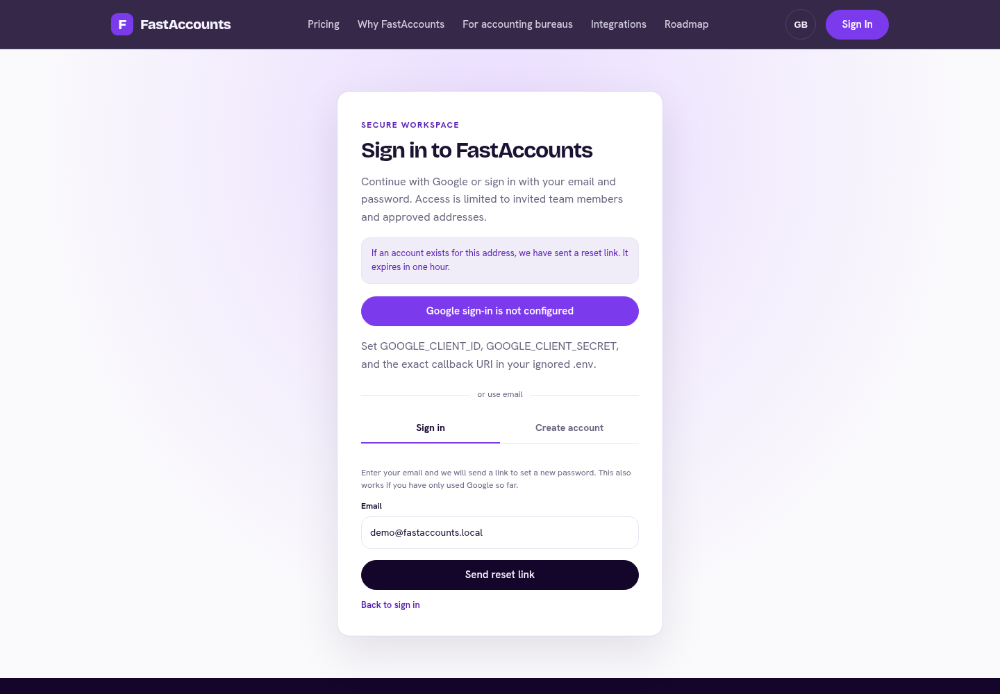 F FastAccounts
Pricing
Why FastAccounts
For accounting bureaus
Integrations
Roadmap
GB
Sign In
SECURE WORKSPACE
Sign in to FastAccounts
Continue with Google or sign in with your email and
password. Access is limited to invited team members
and approved addresses.
If an account exists for this address, we have sent a reset link. It
expires in one hour.
Google sign-in is not configured
Set GOOGLE_CLIENT_ID, GOOGLE_CLIENT_SECRET,
and the exact callback URI in your ignored .env.
or use email
Sign in
Create account
Enter your email and we will send a link to set a new password. This also
works if you have only used Google so far.
Email
demo@fastaccounts.local
Send reset link
Back to sign in